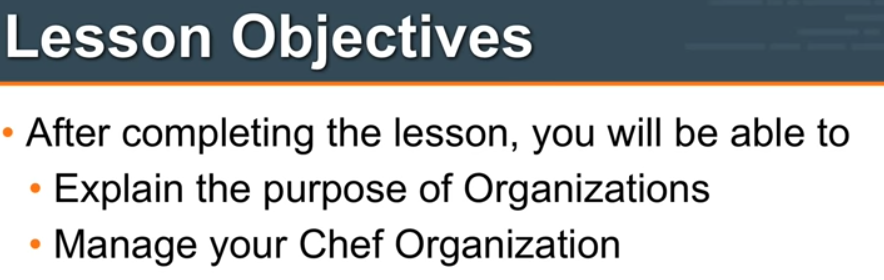 Lesson Objectives
• After completing the lesson, you will be able to
• Explain the purpose of Organizations
• Manage your Chef Organization